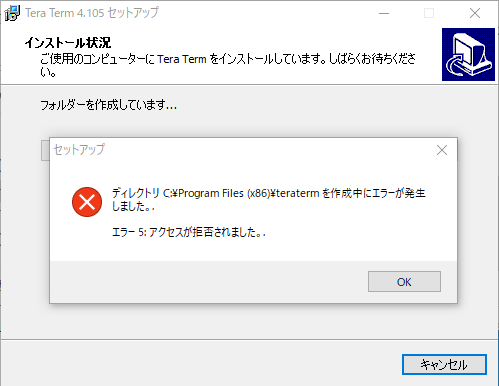 Tera Term 4.105 セットアップ
インストール状況
ご使用のコンピューターに Tera Term をインストールしています。しばらくお待ちくださ
い。
フォルダーを作成しています...
セットアップ
ディレクトリ C:¥Program Files (x86)¥teraterm を作成中にエラーが発生
しました。.
エラー 5: アクセスが拒否されました。.
OK
キャンセル